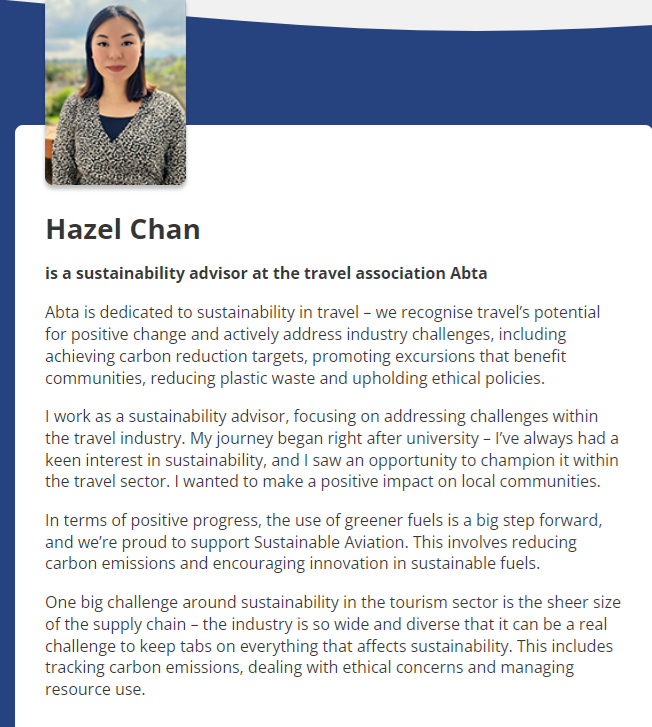 Hazel Chan
is a sustainability advisor at the travel association Abta
Abta is dedicated to sustainability in travel – we recognise travel’s potential
for positive change and actively address industry challenges, including
achieving carbon reduction targets, promoting excursions that benefit
communities, reducing plastic waste and upholding ethical policies.
I work as a sustainability advisor, focusing on addressing challenges within
the travel industry. My journey began right after university – I’ve always had a
keen interest in sustainability, and I saw an opportunity to champion it within
the travel sector. I wanted to make a positive impact on local communities.
In terms of positive progress, the use of greener fuels is a big step forward,
and we’re proud to support Sustainable Aviation. This involves reducing
carbon emissions and encouraging innovation in sustainable fuels.
One big challenge around sustainability in the tourism sector is the sheer size
of the supply chain – the industry is so wide and diverse that it can be a real
challenge to keep tabs on everything that affects sustainability. This includes
tracking carbon emissions, dealing with ethical concerns and managing
resource use.